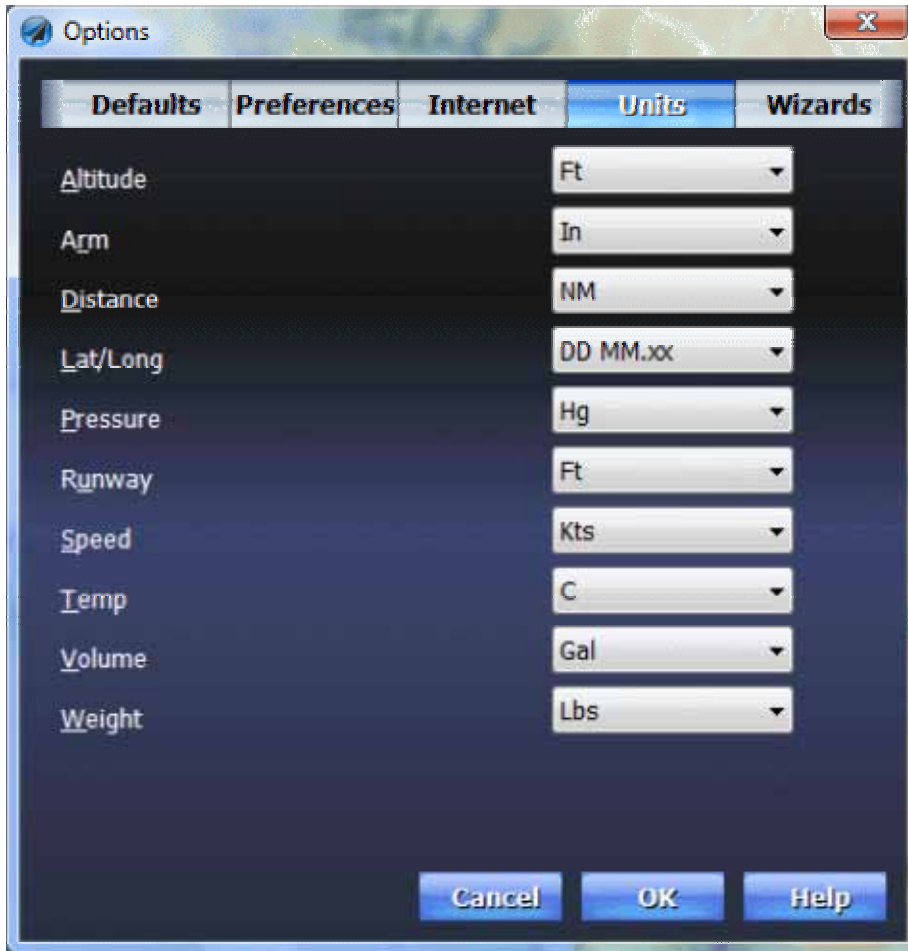 Options
Defaults Preferences Internet Units Wizards
Altitude Ft
Arm In
Distance NM
Lat/Long DD MM.xx
Pressure Hg
Runway Ft
Speed Kts
Temp C
Volume Gal
Weight Lbs
Cancel OK Help